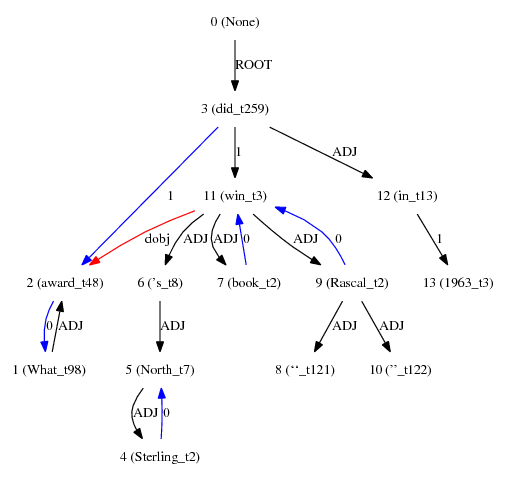 0 (None)
ROOT
3 (did_t259)
1
ADJ
1
11 (win_t3)
12 (in_t13)
dobj
ADJ
ADJ
0
ADJ
0
1
2 (award_t48)
6 ('s_t8)
7 (book_t2)
9 (Rascal_t2)
13 (1963_t3)
0
ADJ
ADJ
ADJ
ADJ
1 (What_t98)
5 (North_t7)
8 (‘‘_t121)
10 (’’_t122)
ADJ
0
4 (Sterling_t2)